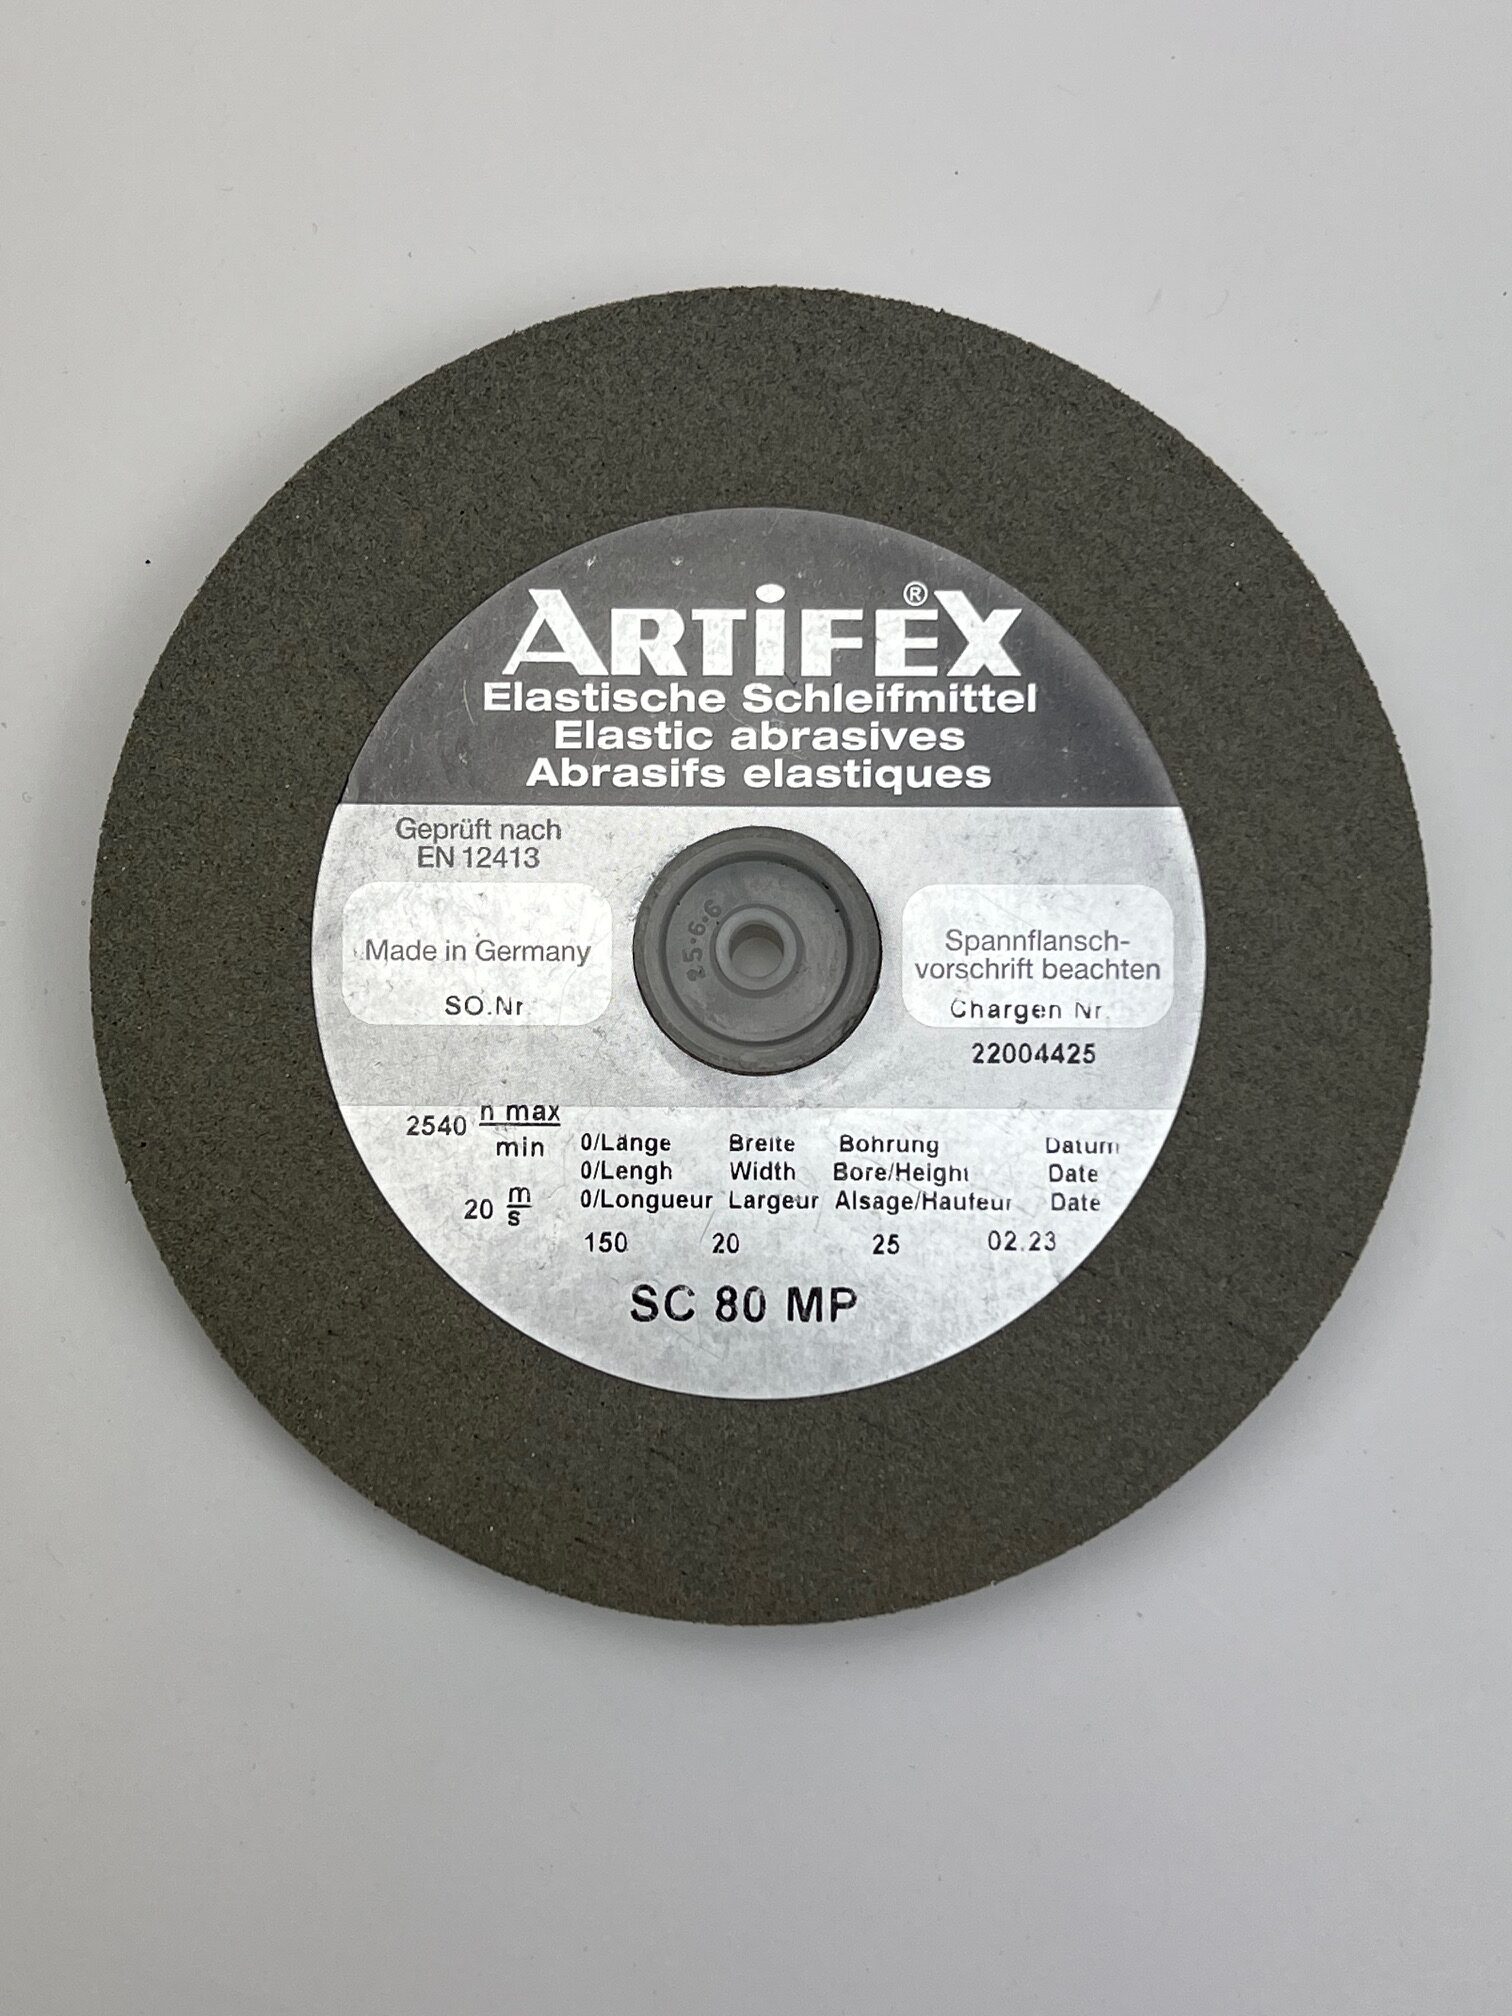 ARTIFEX®
Elastische Schleifmittel
Elastic abrasives
Abrasifs elastiques
Geprüft nach
EN 12413
Made in Germany
SO.Nr
25.6.6
Spannflansch-
vorschrift beachten
Chargen Nr.
22004425
2540 n max
min
20 m
s
0/Länge Breite Bohrung Datum
0/Lengh Width Bore/Height Date
0/Longueur Largeur Alsage/Haufeur Date
150 20 25 02.23
SC 80 MP